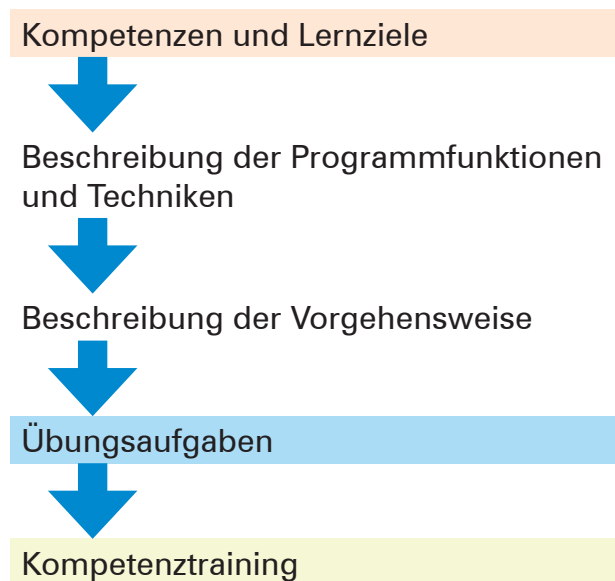 Kompetenzen und Lernziele
Beschreibung der Programmfunktionen
und Techniken
Beschreibung der Vorgehensweise
Übungsaufgaben
Kompetenztraining